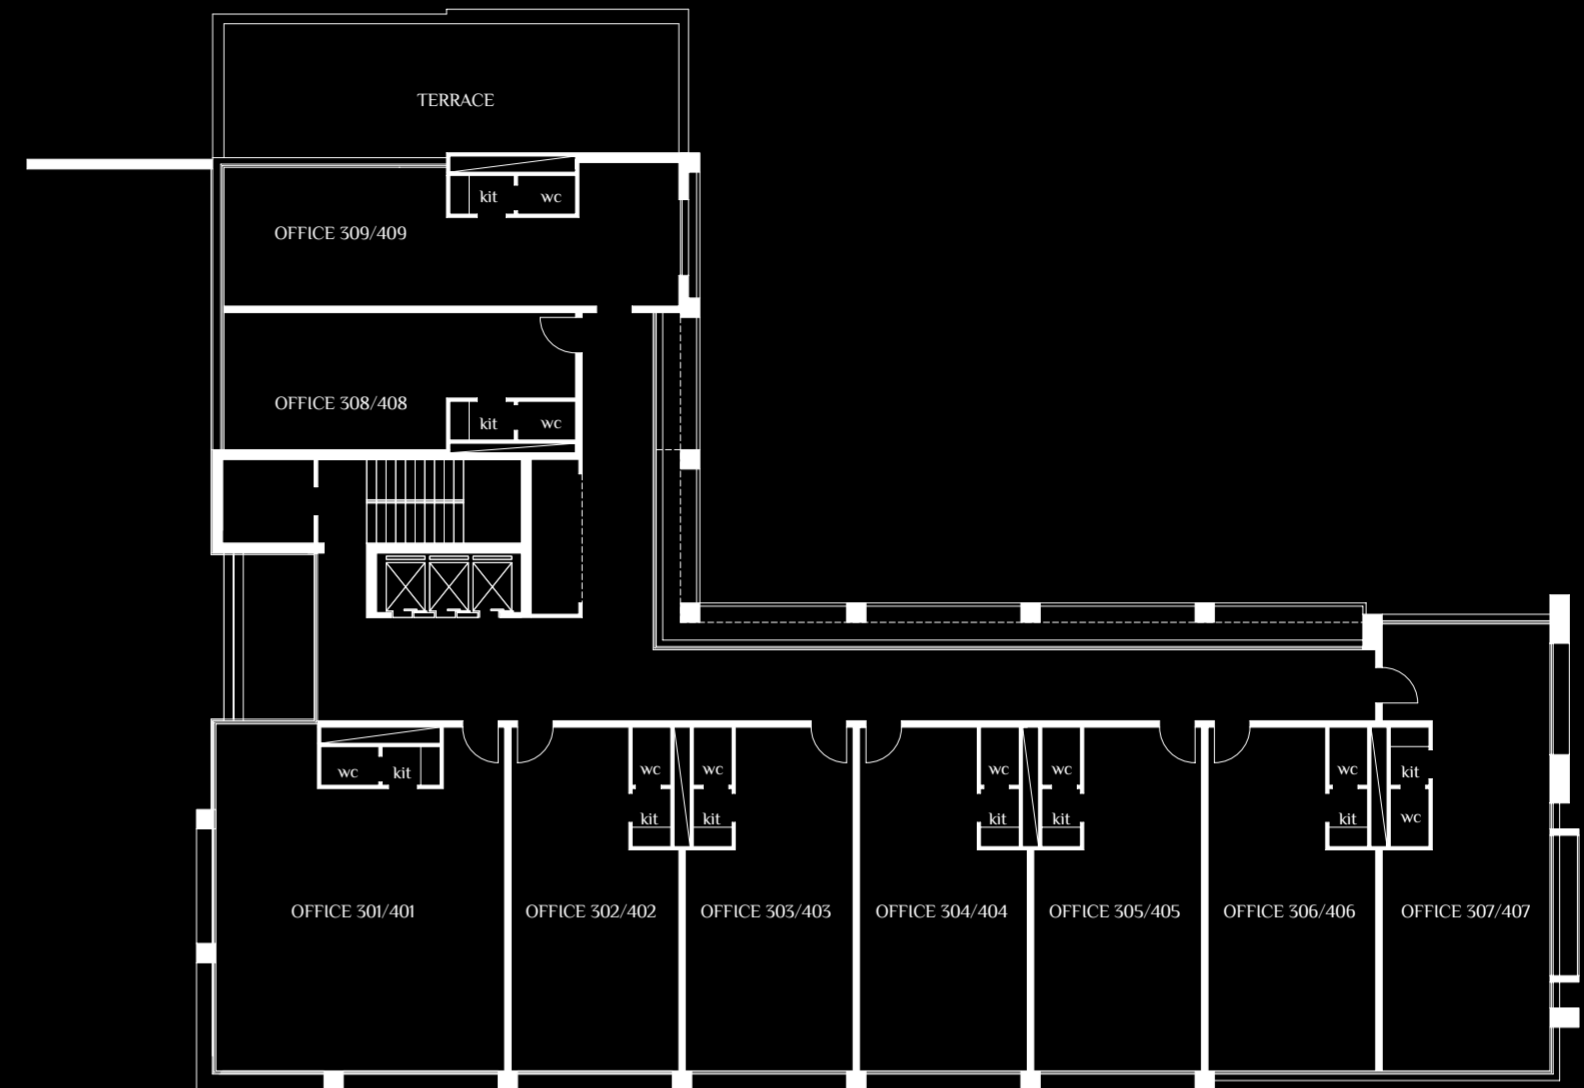 TERRACE
kit
wc
OFFICE 309/409
OFFICE 308/408
kit
wc
wc
kit
wc
wc
wc
wc
wc
kit
kit
kit
kit
kit
kit
wc
OFFICE 301/401
OFFICE 302/402
OFFICE 303/403
OFFICE 304/404
OFFICE 305/405
OFFICE 306/406
OFFICE 307/407